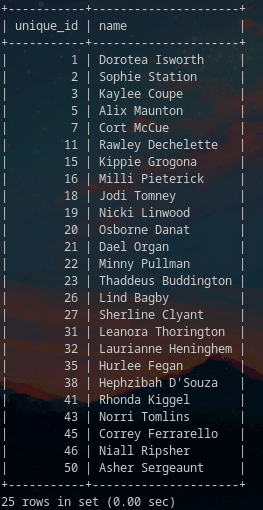 +-----------+--------------------+
| unique_id | name               |
+-----------+--------------------+
|         1 | Dorotea Isworth    |
|         2 | Sophie Station     |
|         3 | Kaylee Coupe       |
|         5 | Alix Maunton       |
|         7 | Cort McCue         |
|        11 | Rawley Dechelette  |
|        15 | Kippie Grogona     |
|        16 | Milli Pieterick    |
|        18 | Jodi Tomney        |
|        19 | Nicki Linwood      |
|        20 | Osborne Danat      |
|        21 | Dael Organ         |
|        22 | Minny Pullman      |
|        23 | Thaddeus Buddington |
|        26 | Lind Bagby         |
|        27 | Sherline Clyant    |
|        31 | Leanora Thorington |
|        32 | Laurianne Heninghem |
|        35 | Hurlee Fegan       |
|        38 | Hephzibah D'Souza  |
|        41 | Rhonda Kiggel      |
|        43 | Norri Tomlins      |
|        45 | Correy Ferrarello  |
|        46 | Niall Ripsher      |
|        50 | Asher Sergeaunt    |
+-----------+--------------------+
25 rows in set (0.00 sec)